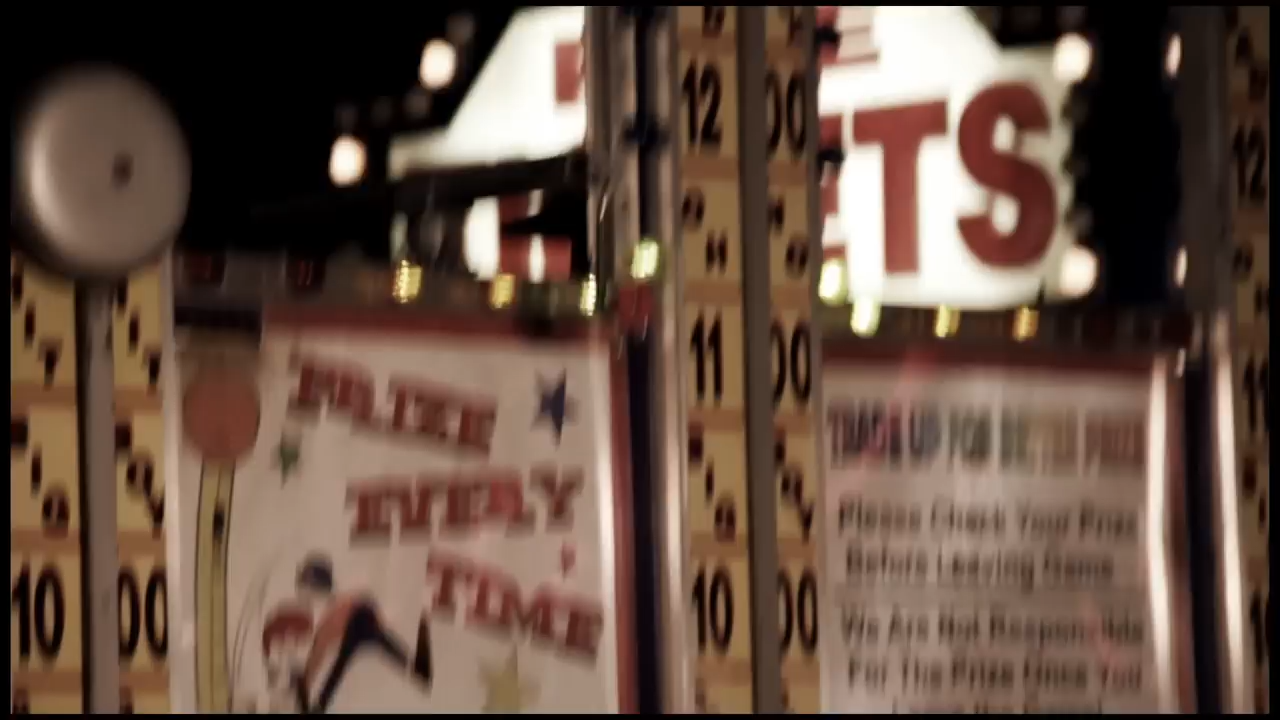 ETS
12 00
12
11 00
11
10 00
10 00
PRIZE
EVERY
TIME
TRADE UP FOR BETTER PRIZE
Please Check Your Prize
Before Leaving Game
We Are Not Responsible
For The Prize Once You